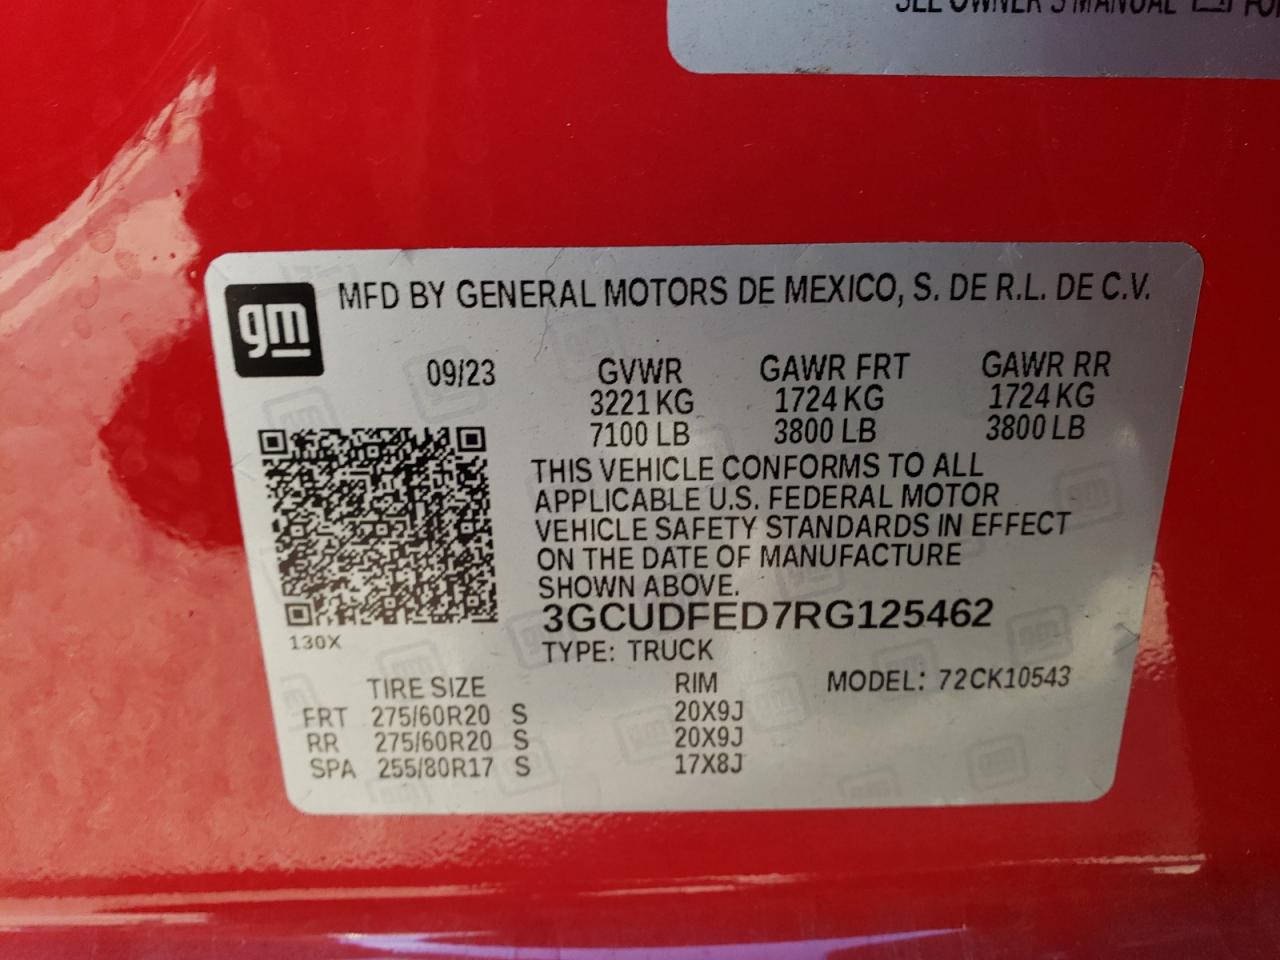 SEE OWNER'S MANUAL
gm MFD BY GENERAL MOTORS DE MEXICO, S. DE R.L. DE C.V.
09/23 GVWR GAWR FRT GAWR RR
3221 KG 1724 KG 1724 KG
7100 LB 3800 LB 3800 LB
THIS VEHICLE CONFORMS TO ALL
APPLICABLE U.S. FEDERAL MOTOR
VEHICLE SAFETY STANDARDS IN EFFECT
ON THE DATE OF MANUFACTURE
SHOWN ABOVE.
3GCUDFED7RG125462
130X
TYPE: TRUCK
TIRE SIZE RIM MODEL: 72CK10543
FRT 275/60R20 S 20X9J
RR 275/60R20 S 20X9J
SPA 255/80R17 S 17X8J